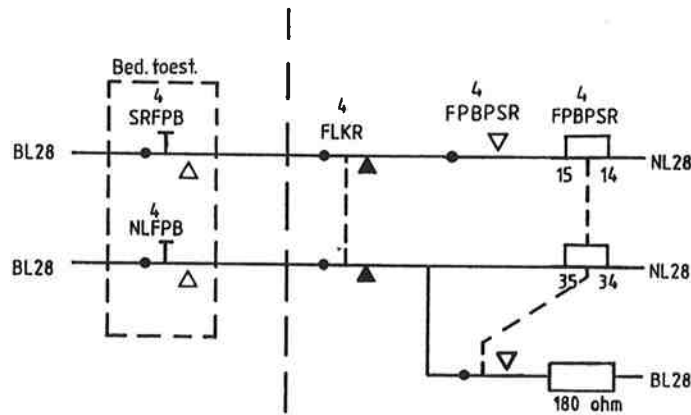 Bed. toest.
4
SRFPB
4
FLKR
4
FPBPSR
4
FPBPSR
BL28
15
14
NL28
4
NLFPB
BL28
35
34
NL28
180 ohm
BL28